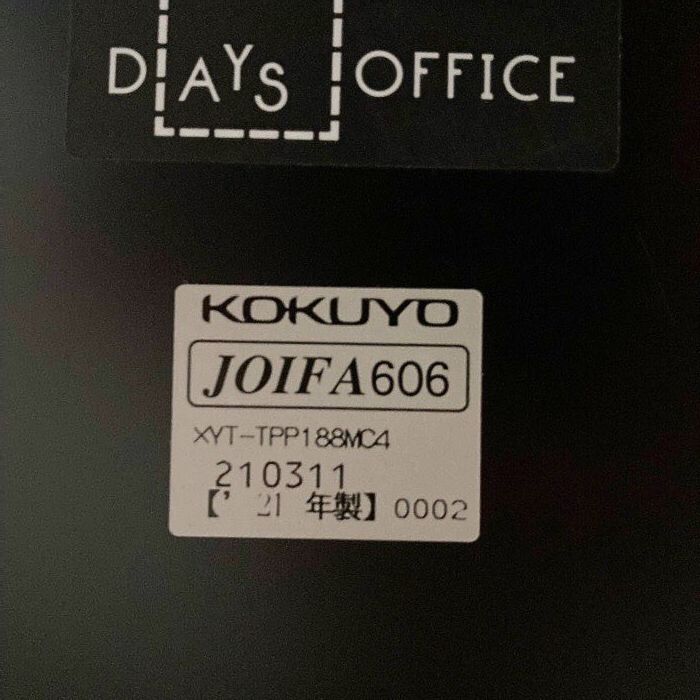 DAYS OFFICE
KOKUYO
JOIFA606
XYT-TPP188MC4
210311
【’21 年製】0002